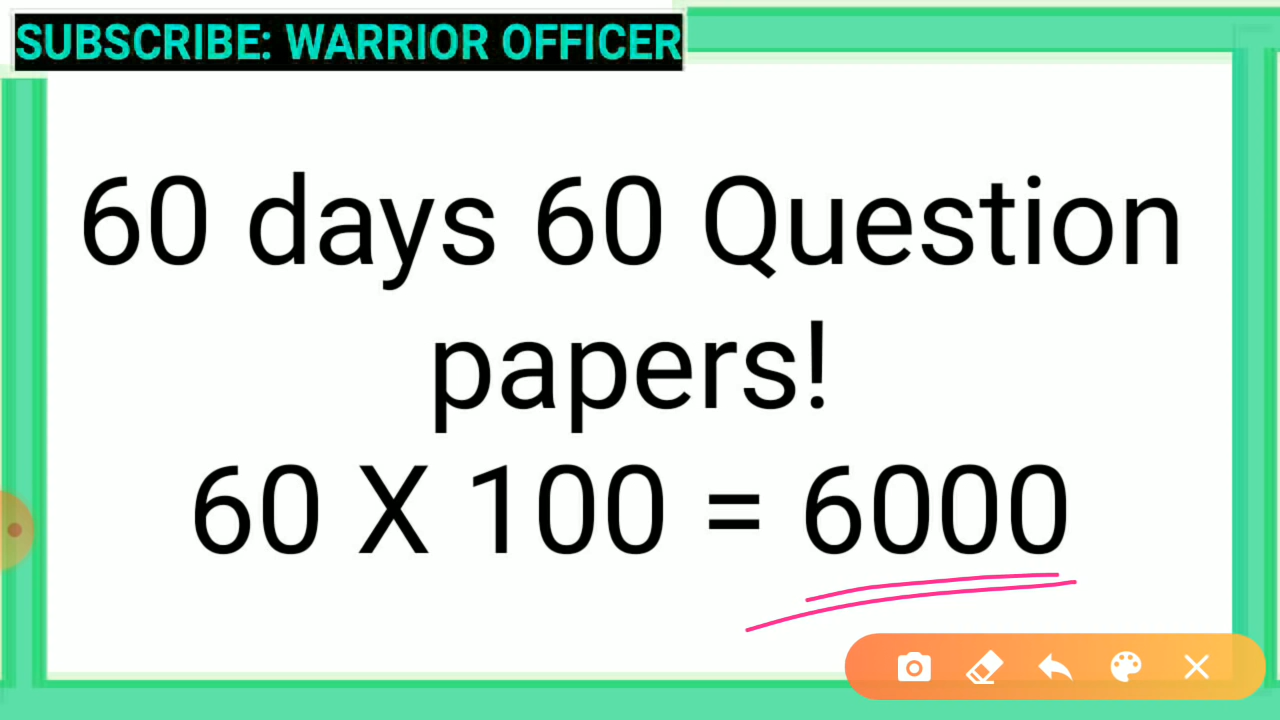 SUBSCRIBE: WARRIOR OFFICER
60 days 60 Question
papers!
60 X 100 = 6000